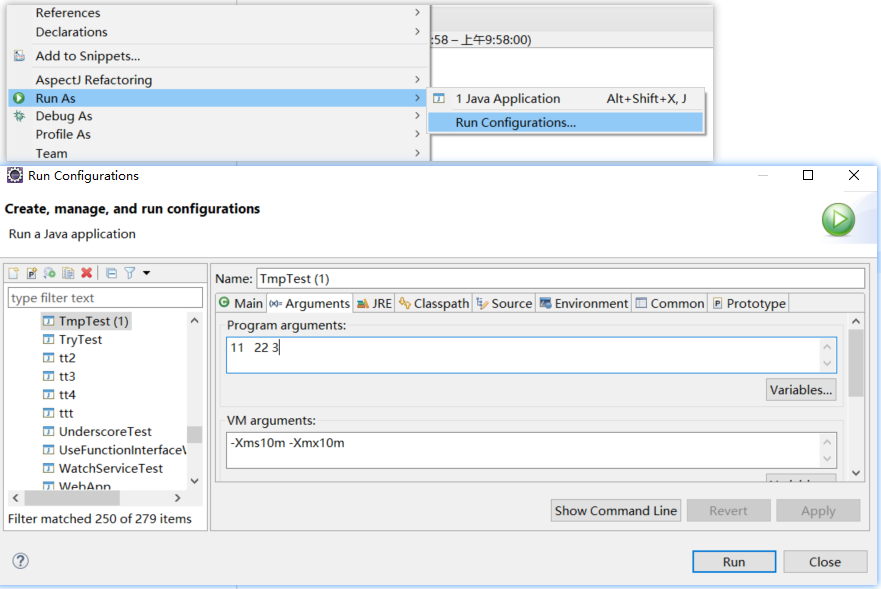 References
Declarations
:58 – 上午9:58:00)
Add to Snippets...
AspectJ Refactoring
Run As
1 Java Application Alt+Shift+X, J
Debug As
Run Configurations...
Profile As
Team
Run Configurations
Create, manage, and run configurations
Run a Java application
type filter text
TmpTest (1)
TryTest
tt2
tt3
tt4
ttt
UnderscoreTest
UseFunctionInterfaceW
WatchServiceTest
WebApp
Filter matched 250 of 279 items
Name: TmpTest (1)
Main (x)= Arguments JRE Classpath Source Environment Common Prototype
Program arguments:
11 22 3
Variables...
VM arguments:
-Xms10m -Xmx10m
Show Command Line Revert Apply
Run Close